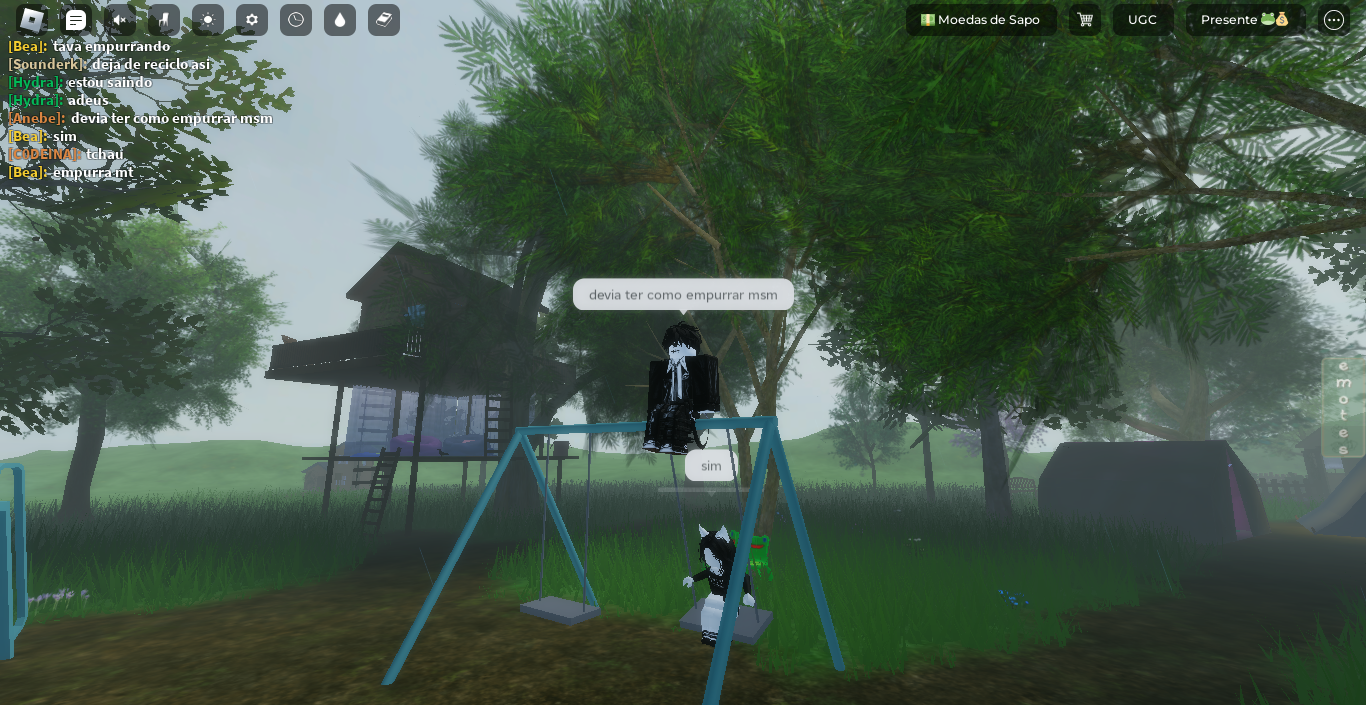 💵 Moedas de Sapo
UGC
Presente 🐸💰
[Bea]: tava empurrando
[Sounderk]: deja de reciclo asi
[Hydra]: estou saindo
[Hydra]: adeus
[Anebe]: devia ter como empurrar msm
[Bea]: sim
[CODEINA]: tchau
[Bea]: empurra mt
devia ter como empurrar msm
sim
emotes